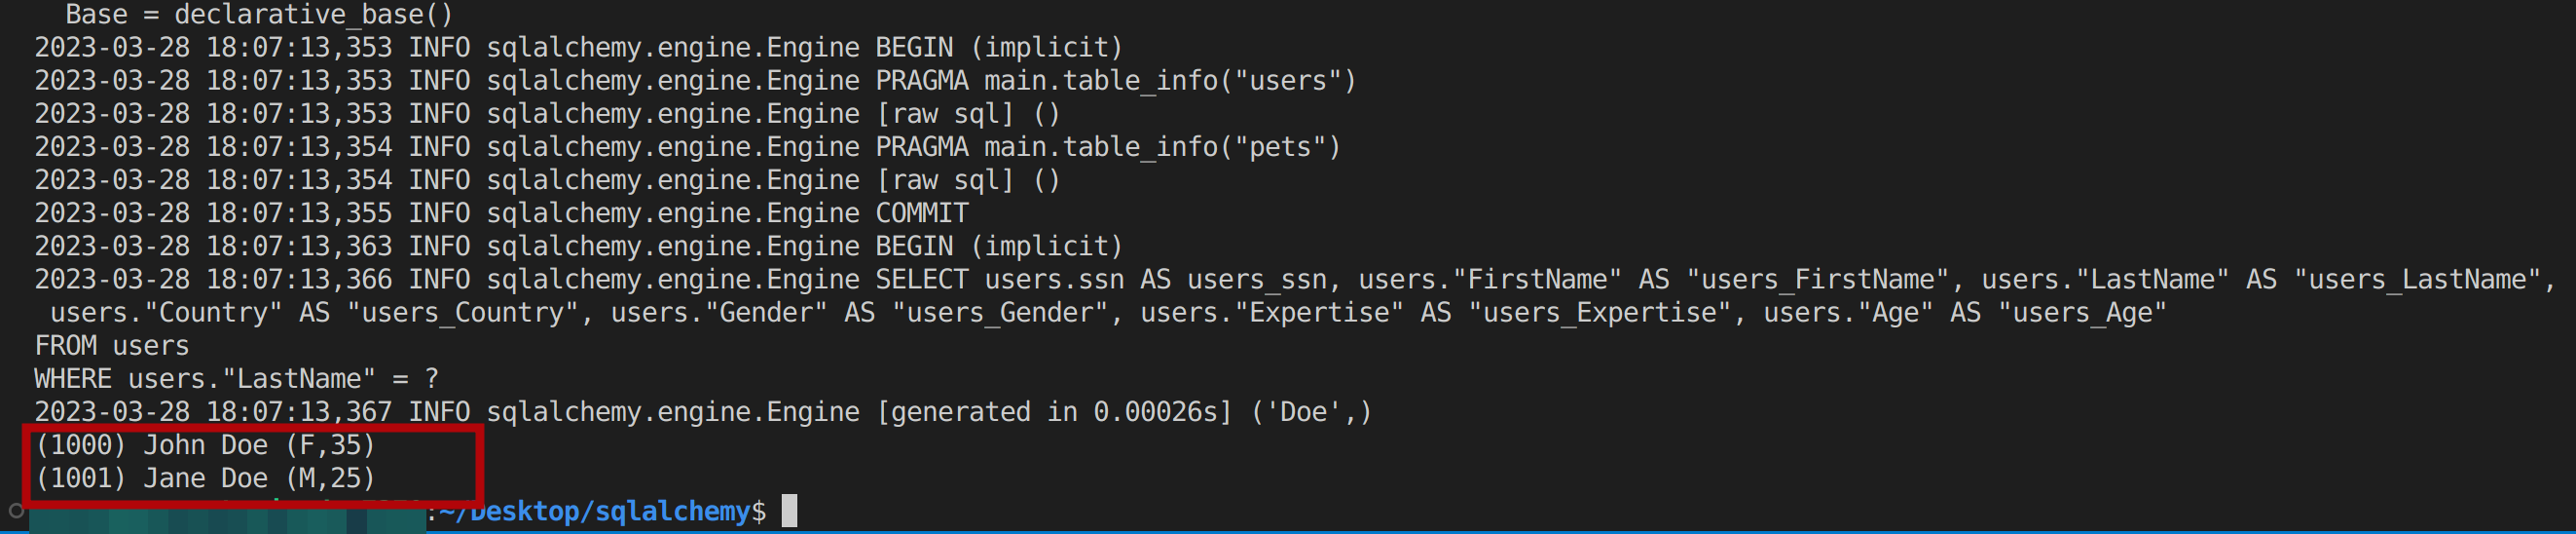 Base = declarative_base()
2023-03-28 18:07:13,353 INFO sqlalchemy.engine.Engine BEGIN (implicit)
2023-03-28 18:07:13,353 INFO sqlalchemy.engine.Engine PRAGMA main.table_info("users")
2023-03-28 18:07:13,353 INFO sqlalchemy.engine.Engine [raw sql] ()
2023-03-28 18:07:13,354 INFO sqlalchemy.engine.Engine PRAGMA main.table_info("pets")
2023-03-28 18:07:13,354 INFO sqlalchemy.engine.Engine [raw sql] ()
2023-03-28 18:07:13,355 INFO sqlalchemy.engine.Engine COMMIT
2023-03-28 18:07:13,363 INFO sqlalchemy.engine.Engine BEGIN (implicit)
2023-03-28 18:07:13,366 INFO sqlalchemy.engine.Engine SELECT users.ssn AS users_ssn, users."FirstName" AS "users_FirstName", users."LastName" AS "users_LastName",
users."Country" AS "users_Country", users."Gender" AS "users_Gender", users."Expertise" AS "users_Expertise", users."Age" AS "users_Age"
FROM users
WHERE users."LastName" = ?
2023-03-28 18:07:13,367 INFO sqlalchemy.engine.Engine [generated in 0.00026s] ('Doe',)
(1000) John Doe (F,35)
(1001) Jane Doe (M,25)
:~/Desktop/sqlalchemy$